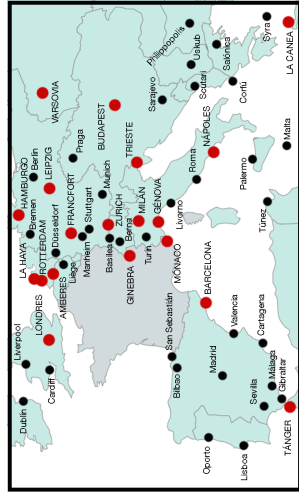 Philippopolis
Uskub
Salónica
Syra
LA CANEA
VARSOVIA
BUDAPEST
Sarajevo
Scutari
Corfú
Praga
TRIESTE
NÁPOLES
HAMBURGO
Berlín
LEIPZIG
Bremen
FRANCFORT
Stuttgart
Munich
Roma
Palermo
Malta
LA HAYA
ROTTERDAM
Düsseldorf
Manheim
Basilea
ZURICH
Berna
MILÁN
GÉNOVA
Livorno
Túnez
LONDRES
AMBERES
Liége
GINEBRA
Turín
MÓNACO
BARCELONA
Liverpool
Cardiff
San Sebastián
Bilbao
Madrid
Valencia
Cartagena
Málaga
Gibraltar
Sevilla
TÁNGER
Dublín
Oporto
Lisboa